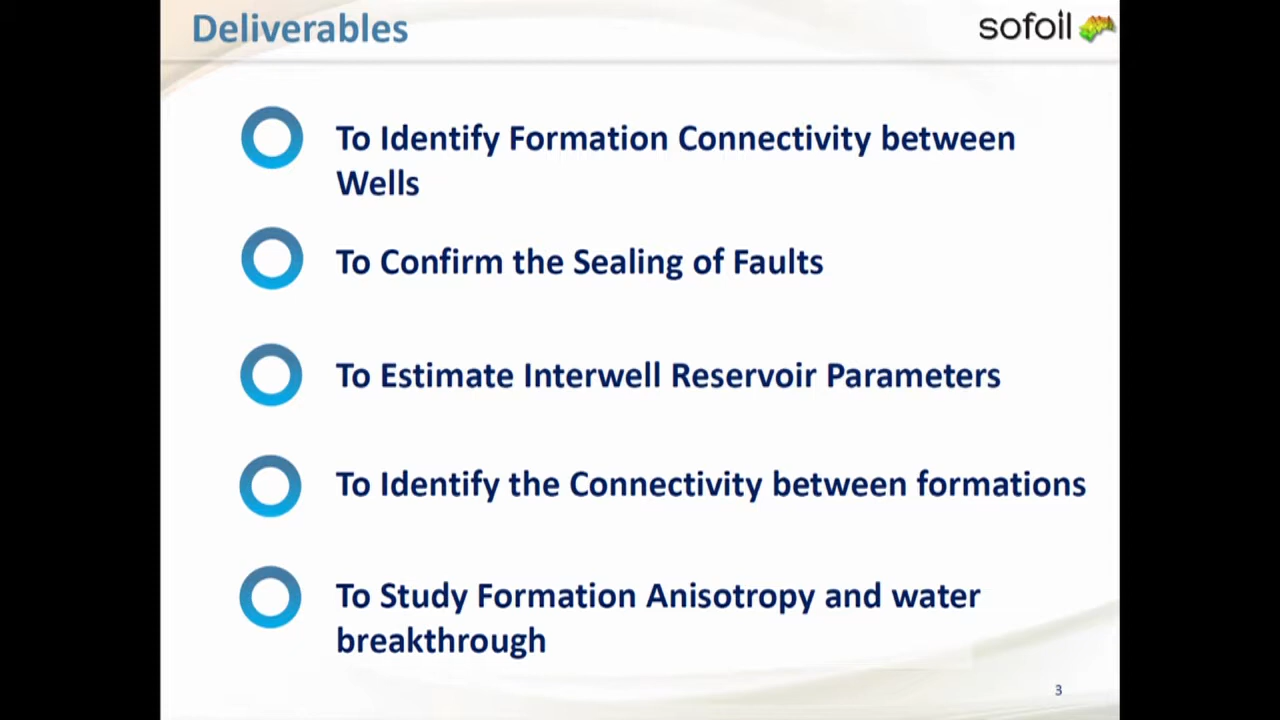 Deliverables
sofoil
To Identify Formation Connectivity between
Wells
To Confirm the Sealing of Faults
To Estimate Interwell Reservoir Parameters
To Identify the Connectivity between formations
To Study Formation Anisotropy and water
breakthrough
3